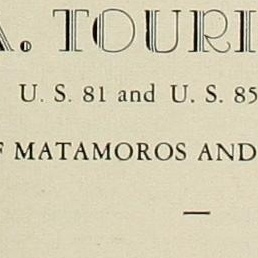 A. TOURI
U. S. 81 and U. S. 85
F MATAMOROS AND